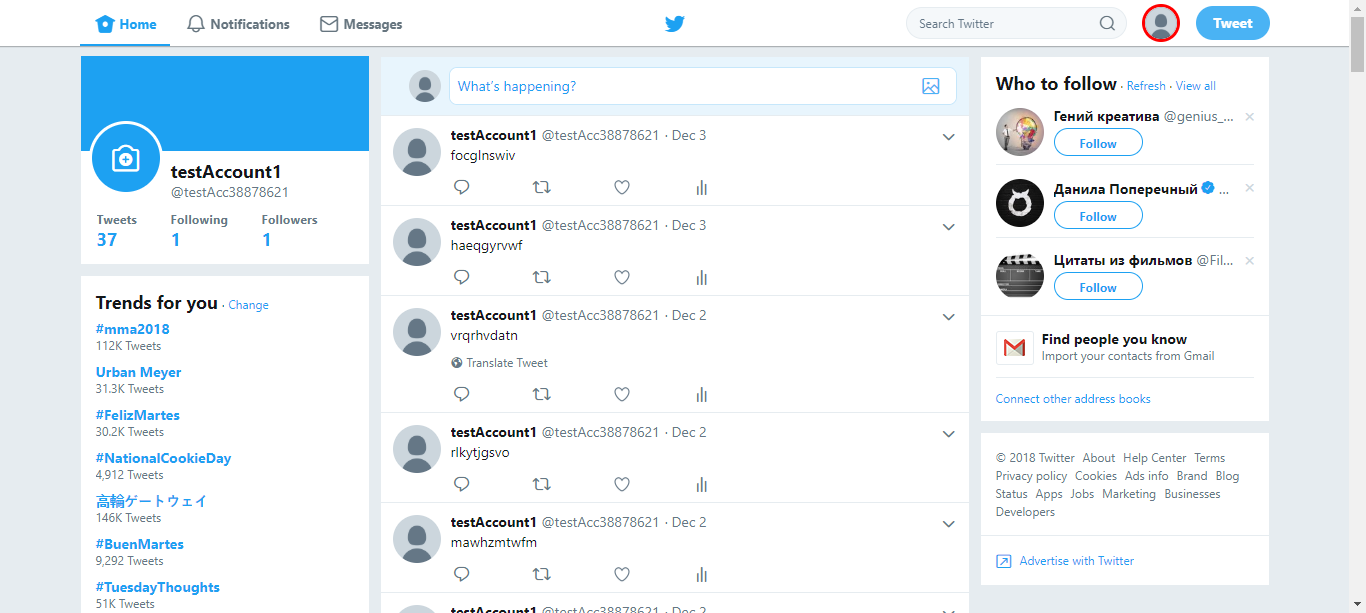 Home
Notifications
Messages
Search Twitter
Tweet
testAccount1
@testAcc38878621
Tweets Following Followers
37 1 1
Trends for you · Change
#mma2018
112K Tweets
Urban Meyer
31.3K Tweets
#FelizMartes
30.2K Tweets
#NationalCookieDay
4,912 Tweets
高輪ゲートウェイ
146K Tweets
#BuenMartes
9,292 Tweets
#TuesdayThoughts
51K Tweets
What's happening?
testAccount1 @testAcc38878621 · Dec 3
focglnswiv
testAccount1 @testAcc38878621 · Dec 3
haeqgyrvwf
testAccount1 @testAcc38878621 · Dec 2
vrqrhvdatn
Translate Tweet
testAccount1 @testAcc38878621 · Dec 2
rlkytjgsvo
testAccount1 @testAcc38878621 · Dec 2
mawhzmtwfm
testAccount1 @testAcc38878621 · Dec 2
Who to follow · Refresh · View all
Гений креатива @genius_...
Follow
Данила Поперечный ...
Follow
Цитаты из фильмов @Fil...
Follow
Find people you know
Import your contacts from Gmail
Connect other address books
© 2018 Twitter About Help Center Terms
Privacy policy Cookies Ads info Brand Blog
Status Apps Jobs Marketing Businesses
Developers
Advertise with Twitter